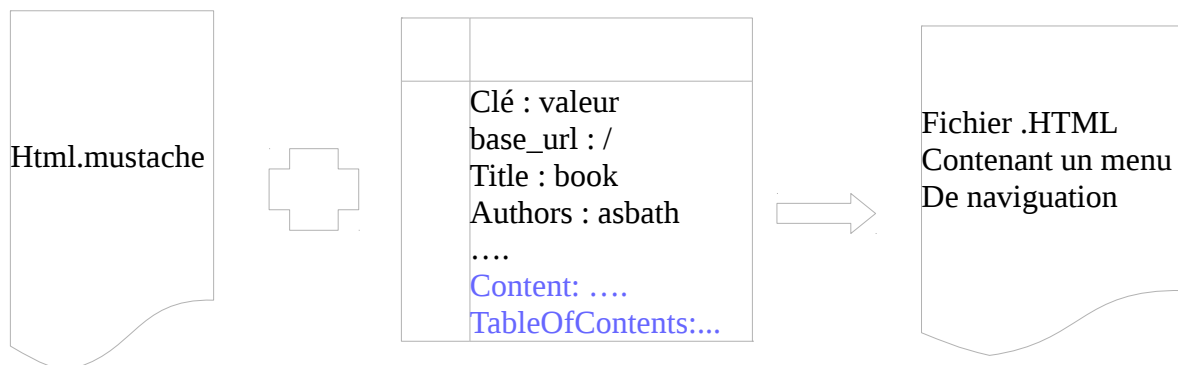 Html.mustache
Clé : valeur
base_url : /
Title : book
Authors : asbath
….
Content: ….
TableOfContents:...
Fichier .HTML
Contenant un menu
De naviguation